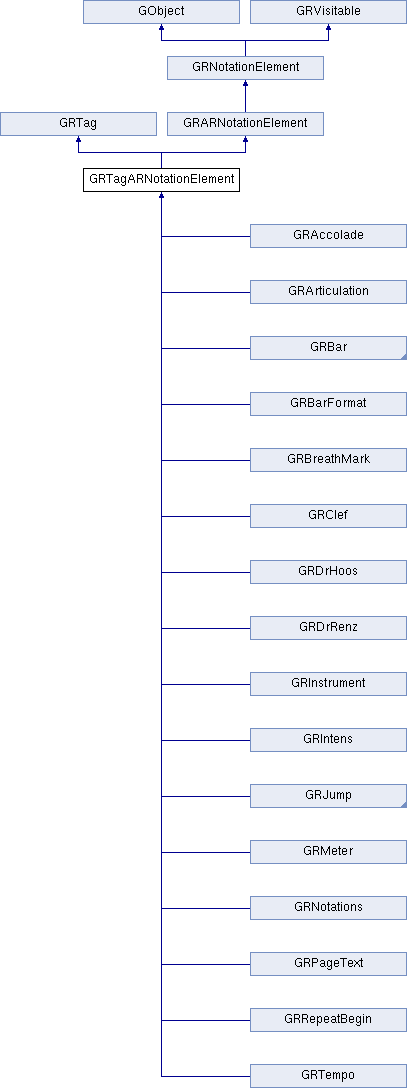 GObject
GRVisitable
GRNotationElement
GRTag
GRARNotationElement
GRTagARNotationElement
GRAccolade
GRArticulation
GRBar
GRBarFormat
GRBreathMark
GRClef
GRDrHoos
GRDrRenz
GRInstrument
GRIntens
GRJump
GRMeter
GRNotations
GRPageText
GRRepeatBegin
GRTempo